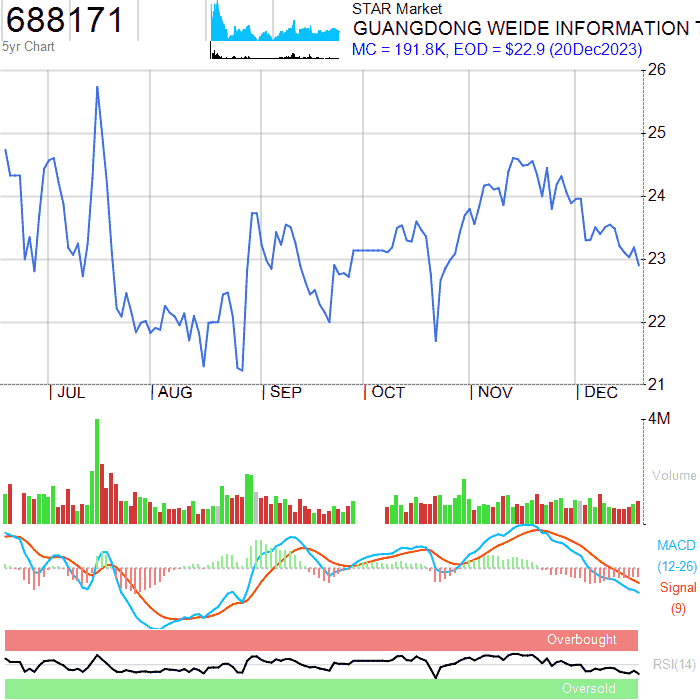 688171
5yr Chart
STAR Market
GUANGDONG WEIDE INFORMATION T
MC = 191.8K, EOD = $22.9 (20Dec2023)
26
25
24
23
22
21
JUL AUG SEP OCT NOV DEC
4M
Volume
MACD
(12-26)
Signal
(9)
Overbought
RSI(14)
Oversold